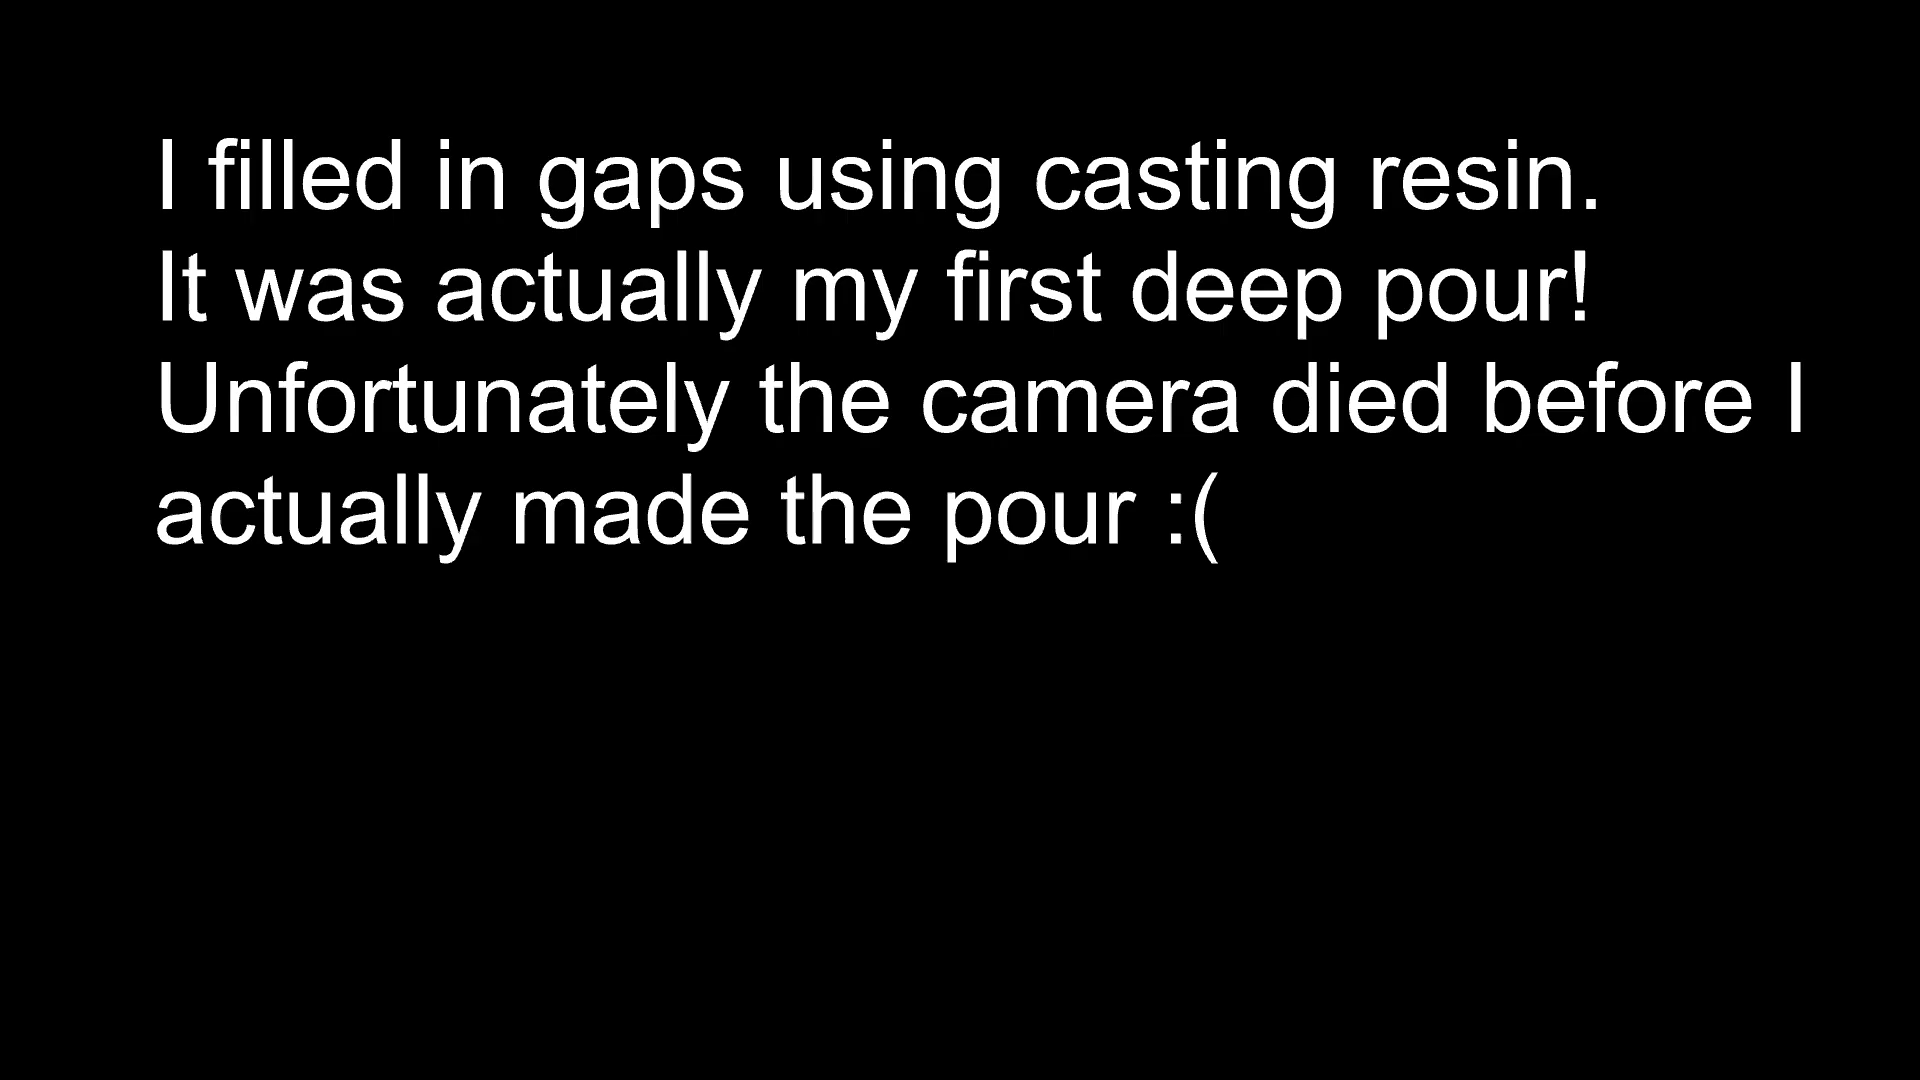 I filled in gaps using casting resin.
It was actually my first deep pour!
Unfortunately the camera died before I
actually made the pour :(